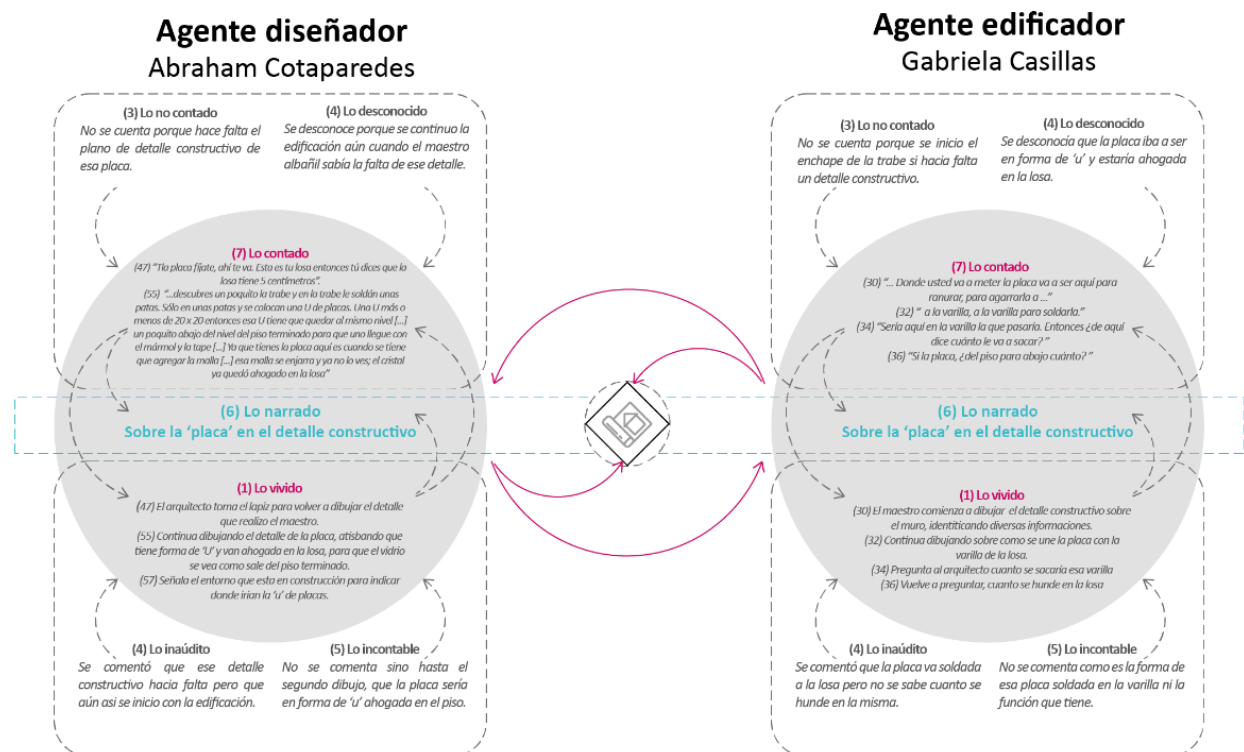 Agente diseñador
Abraham Cotaparedes
(3) Lo no contado
No se cuenta porque hace falta el
plano de detalle constructivo de
esa placa.
(4) Lo desconocido
Se desconoce porque se continuo la
edificación aún cuando el maestro
albañil sabía la falta de ese detalle.
(7) Lo contado
(47) "Tla placa fíjate, ahí te va. Esta es tu losa entonces tú dices que la
losa tiene 5 centímetros".
(55) "...descubres un poquito la trabe y en la trabe le soldán unas
patas. Sólo en unas patas y se colocan una U de placas. Una U más o
menos de 20 x 20 entonces esa U tiene que quedar al mismo nivel [...]
un poquito abajo del nivel del piso terminado para que uno llegue con
el mármol y la tape [...] Ya que tienes la placa aquí es cuando se tiene
que agregar la malla [...] esa malla se enjarra y ya no lo ves; el cristal
ya quedó ahogado en la losa"
(6) Lo narrado
Sobre la 'placa' en el detalle constructivo
(1) Lo vivido
(47) El arquitecto toma el lapiz para volver a dibujar el detalle
que realizo el maestro.
(55) Continua dibujando el detalle de la placa, atisbando que
tiene forma de 'U' y van ahogada en la losa, para que el vidrio
se vea como sale del piso terminado.
(57) Señala el entorno que esta en construcción para indicar
donde irian la 'u' de placas.
(4) Lo inaúdito
Se comentó que ese detalle
constructivo hacia falta pero que
aún asi se inicio con la edificación.
(5) Lo incontable
No se comenta sino hasta el
segundo dibujo, que la placa sería
en forma de 'u' ahogada en el piso.
Agente edificador
Gabriela Casillas
(3) Lo no contado
No se cuenta porque se inicio el
enchape de la trabe si hacia falta
un detalle constructivo.
(4) Lo desconocido
Se desconocía que la placa iba a ser
en forma de 'u' y estaría ahogada
en la losa.
(7) Lo contado
(30) "... Donde usted va a meter la placa va a ser aquí para
ranurar, para agarrarla a ..."
(32) " a la varilla, a la varilla para soldarla."
(34) "Sería aquí en la varilla la que pasaría. Entonces ¿de aquí
dice cuánto le va a sacar? "
(36) "Si la placa, ¿del piso para abajo cuánto? "
(6) Lo narrado
Sobre la 'placa' en el detalle constructivo
(1) Lo vivido
(30) El maestro comienza a dibujar el detalle constructivo sobre
el muro, identiticando diversas informaciones.
(32) Continua dibujando sobre como se une la placa con la
varilla de la losa.
(34) Pregunta al arquitecto cuanto se sacaría esa varilla
(36) Vuelve a preguntar, cuanto se hunde en la losa
(4) Lo inaúdito
Se comentó que la placa va soldada
a la losa pero no se sabe cuanto se
hunde en la misma.
(5) Lo incontable
No se comenta como es la forma de
esa placa soldada en la varilla ni la
función que tiene.